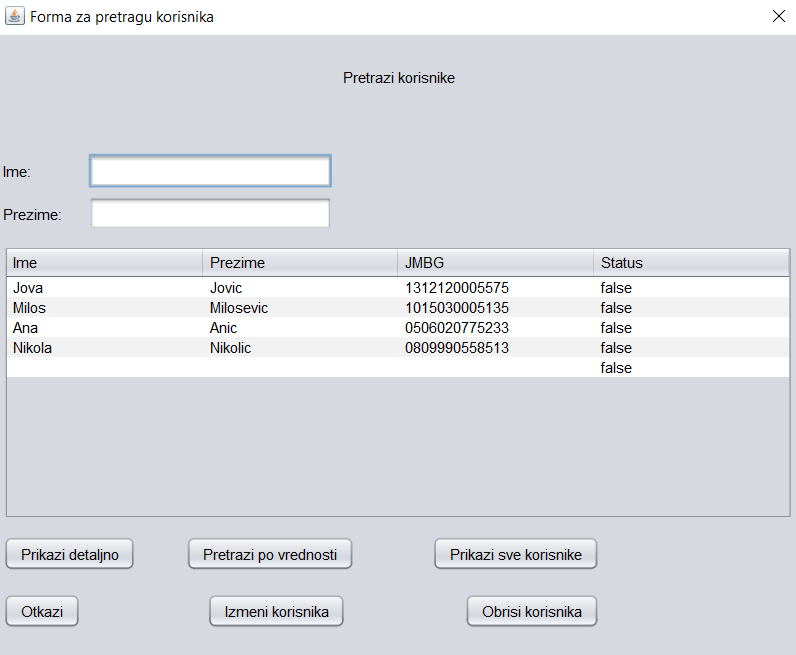 Forma za pretragu korisnika
Pretrazi korisnike
Ime:
Prezime:
Ime Prezime JMBG Status
Jova Jovic 1312120005575 false
Milos Milosevic 1015030005135 false
Ana Anic 0506020775233 false
Nikola Nikolic 0809990558513 false
false
Prikazi detaljno Pretrazi po vrednosti Prikazi sve korisnike
Otkazi Izmeni korisnika Obrisi korisnika